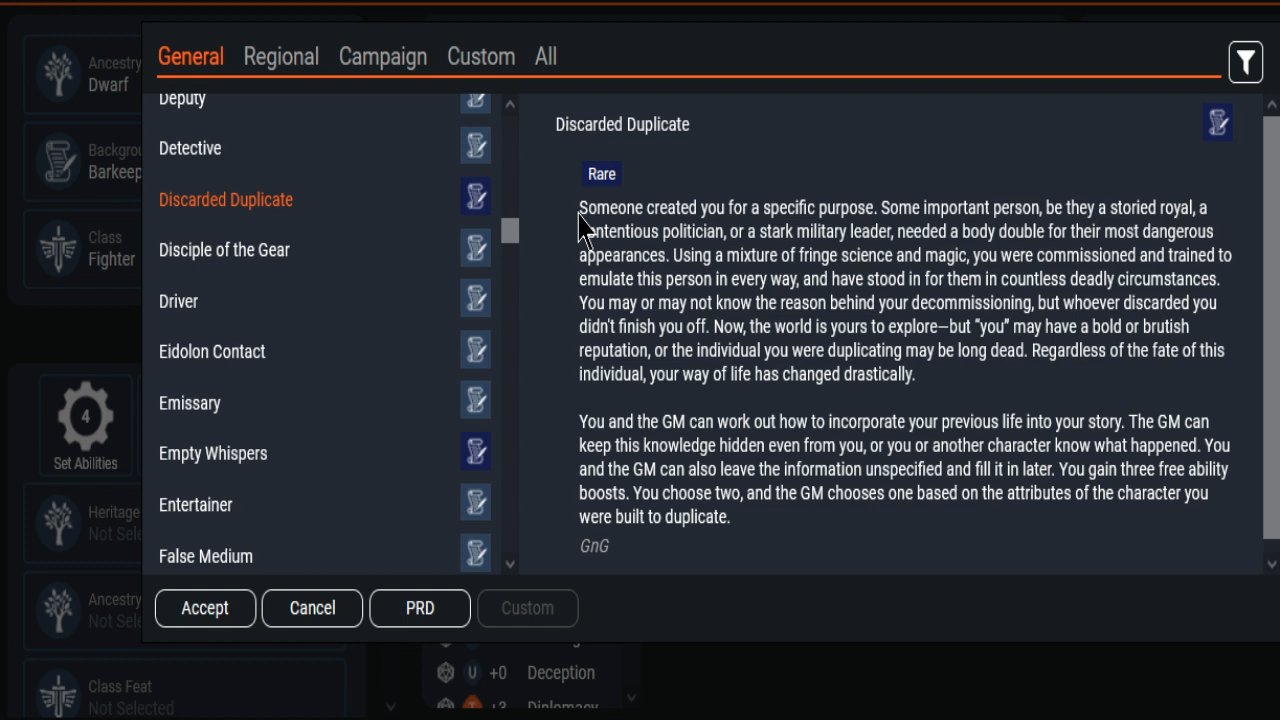 General Regional Campaign Custom All
Ancestry
Dwarf
Barkeep
Class
Fighter
4
Set Abilities
Heritage
Ancestry
Class Feat
Not Selected
Deputy
Detective
Discarded Duplicate
Disciple of the Gear
Driver
Eidolon Contact
Emissary
Empty Whispers
Entertainer
False Medium
Discarded Duplicate
Rare
Someone created you for a specific purpose. Some important person, be they a storied royal, a
contentious politician, or a stark military leader, needed a body double for their most dangerous
appearances. Using a mixture of fringe science and magic, you were commissioned and trained to
emulate this person in every way, and have stood in for them in countless deadly circumstances.
You may or may not know the reason behind your decommissioning, but whoever discarded you
didn't finish you off. Now, the world is yours to explore—but “you” may have a bold or brutish
reputation, or the individual you were duplicating may be long dead. Regardless of the fate of this
individual, your way of life has changed drastically.
You and the GM can work out how to incorporate your previous life into your story. The GM can
keep this knowledge hidden even from you, or you or another character know what happened. You
and the GM can also leave the information unspecified and fill it in later. You gain three free ability
boosts. You choose two, and the GM chooses one based on the attributes of the character you
were built to duplicate.
GnG
Accept Cancel PRD Custom
U +0 Deception
T +3 Diplomacy